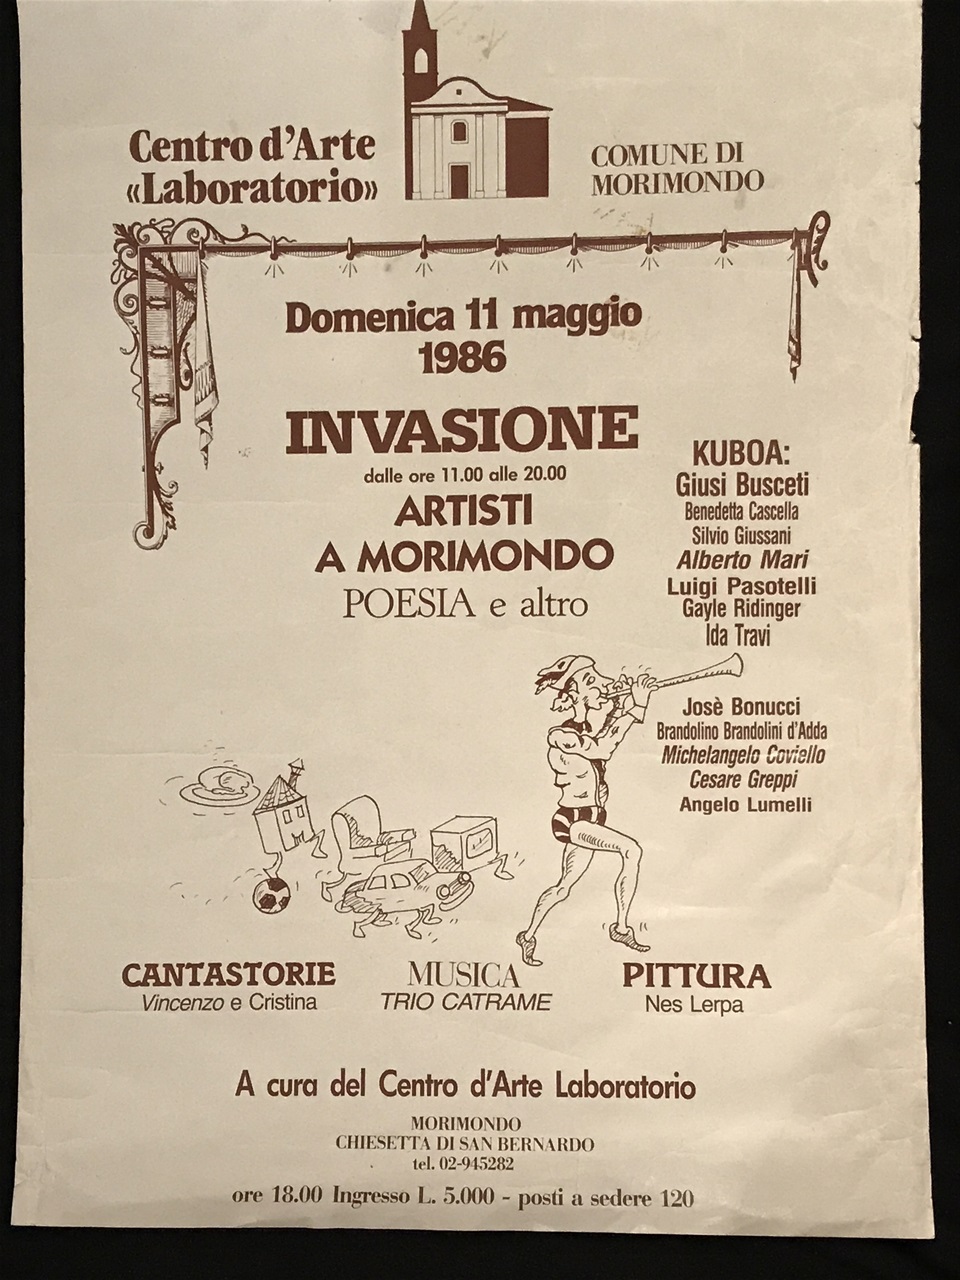 Centro d'Arte
«Laboratorio»
COMUNE DI
MORIMONDO
Domenica 11 maggio
1986
INVASIONE
dalle ore 11.00 alle 20.00
ARTISTI
A MORIMONDO
POESIA e altro
KUBOA:
Giusi Busceti
Benedetta Cascella
Silvio Giussani
Alberto Mari
Luigi Pasotelli
Gayle Ridinger
Ida Travi
Josè Bonucci
Brandolino Brandolini d'Adda
Michelangelo Coviello
Cesare Greppi
Angelo Lumelli
CANTASTORIE
Vincenzo e Cristina
MUSICA
TRIO CATRAME
PITTURA
Nes Lerpa
A cura del Centro d'Arte Laboratorio
MORIMONDO
CHIESETTA DI SAN BERNARDO
tel. 02-945282
ore 18.00 Ingresso L. 5.000 - posti a sedere 120